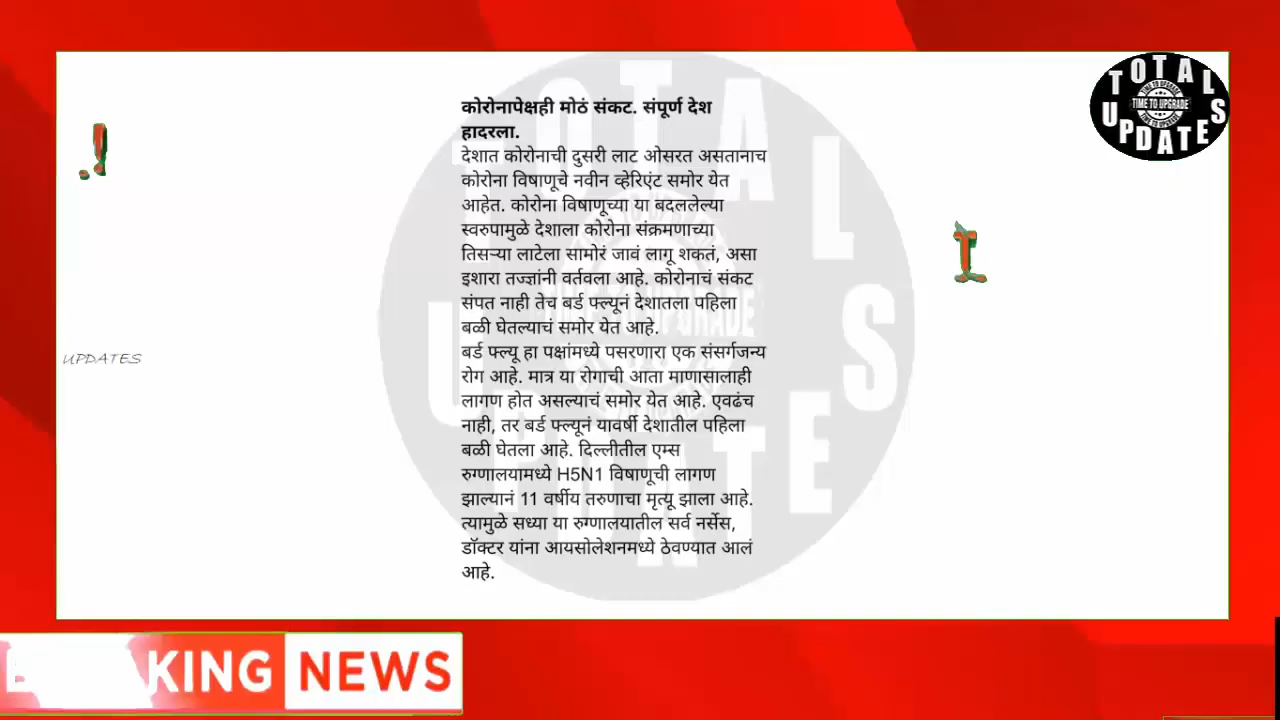 TOTAL
UPDATES
TIME TO UPGRADE
कोरोनापेक्षही मोठं संकट. संपूर्ण देश
हादरला.
देशात कोरोनाची दुसरी लाट ओसरत असतानाच
कोरोना विषाणूचे नवीन व्हेरिएंट समोर येत
आहेत. कोरोना विषाणूच्या या बदललेल्या
स्वरुपामुळे देशाला कोरोना संक्रमणाच्या
तिसऱ्या लाटेला सामोरं जावं लागू शकतं, असा
इशारा तज्ज्ञांनी वर्तवला आहे. कोरोनाचं संकट
संपत नाही तेच बर्ड फ्ल्यूनं देशातला पहिला
बळी घेतल्याचं समोर येत आहे.
बर्ड फ्ल्यू हा पक्षांमध्ये पसरणारा एक संसर्गजन्य
रोग आहे. मात्र या रोगाची आता माणासालाही
लागण होत असल्याचं समोर येत आहे. एवढंच
नाही, तर बर्ड फ्ल्यूनं यावर्षी देशातील पहिला
बळी घेतला आहे. दिल्लीतील एम्स
रुग्णालयामध्ये H5N1 विषाणूची लागण
झाल्यानं 11 वर्षीय तरुणाचा मृत्यू झाला आहे.
त्यामुळे सध्या या रुग्णालयातील सर्व नर्सेस,
डॉक्टर यांना आयसोलेशनमध्ये ठेवण्यात आलं
आहे.
UPDATES
NEWS